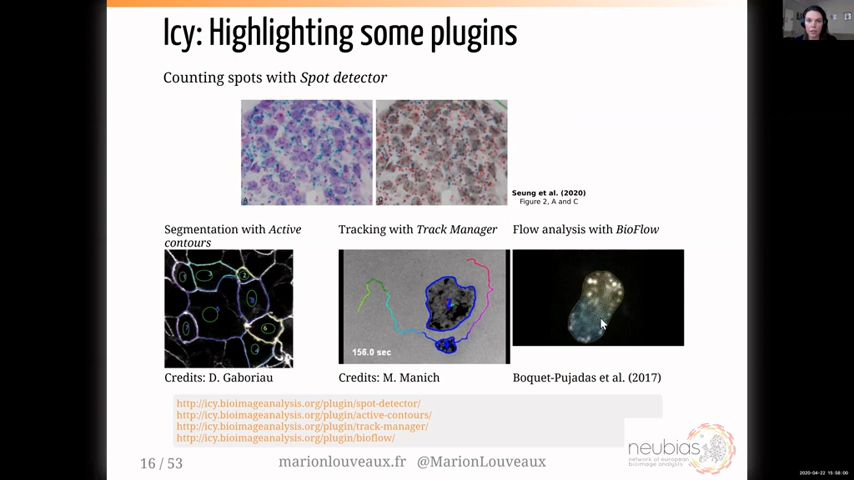 Icy: Highlighting some plugins
Counting spots with Spot detector
A
Seung et al. (2020)
Figure 2, A and C
Segmentation with Active
contours
Tracking with Track Manager
Flow analysis with BioFlow
156.0 sec
Credits: D. Gaboriau
Credits: M. Manich
Boquet-Pujadas et al. (2017)
http://icy.bioimageanalysis.org/plugin/spot-detector/
http://icy.bioimageanalysis.org/plugin/active-contours/
http://icy.bioimageanalysis.org/plugin/track-manager/
http://icy.bioimageanalysis.org/plugin/bioflow/
16 / 53
marionlouveaux.fr @MarionLouveaux
neubias
network of european
bioimage analysts
2020-04-22 15:58:00